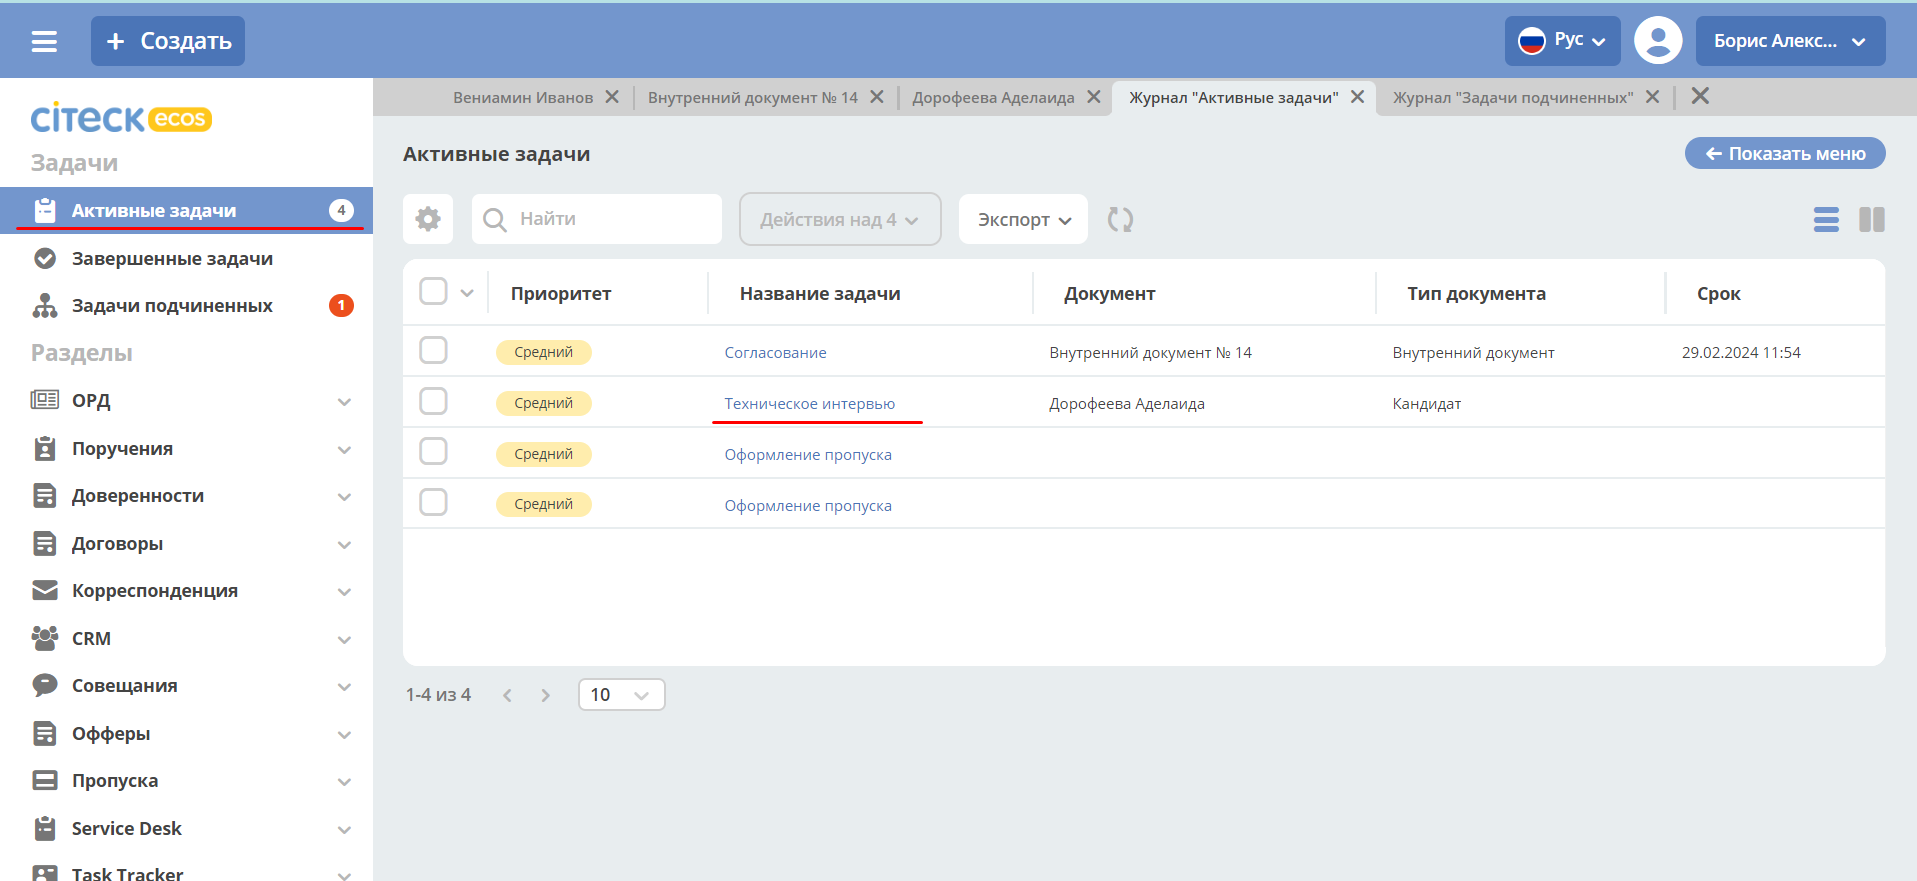 Создать
Рус
Борис Алекс...
citeck ecos
Вениамин Иванов
Внутренний документ № 14
Дорофеева Аделаида
Журнал "Активные задачи"
Журнал "Задачи подчиненных"
Задачи
Активные задачи 4
Завершенные задачи
Задачи подчиненных 1
Разделы
ОРД
Поручения
Доверенности
Договоры
Корреспонденция
CRM
Совещания
Офферы
Пропуска
Service Desk
Task Tracker
Активные задачи
Показать меню
Найти
Действия над 4
Экспорт
Приоритет Название задачи Документ Тип документа Срок
Средний Согласование Внутренний документ № 14 Внутренний документ 29.02.2024 11:54
Средний Техническое интервью Дорофеева Аделаида Кандидат
Средний Оформление пропуска
Средний Оформление пропуска
1-4 из 4
10